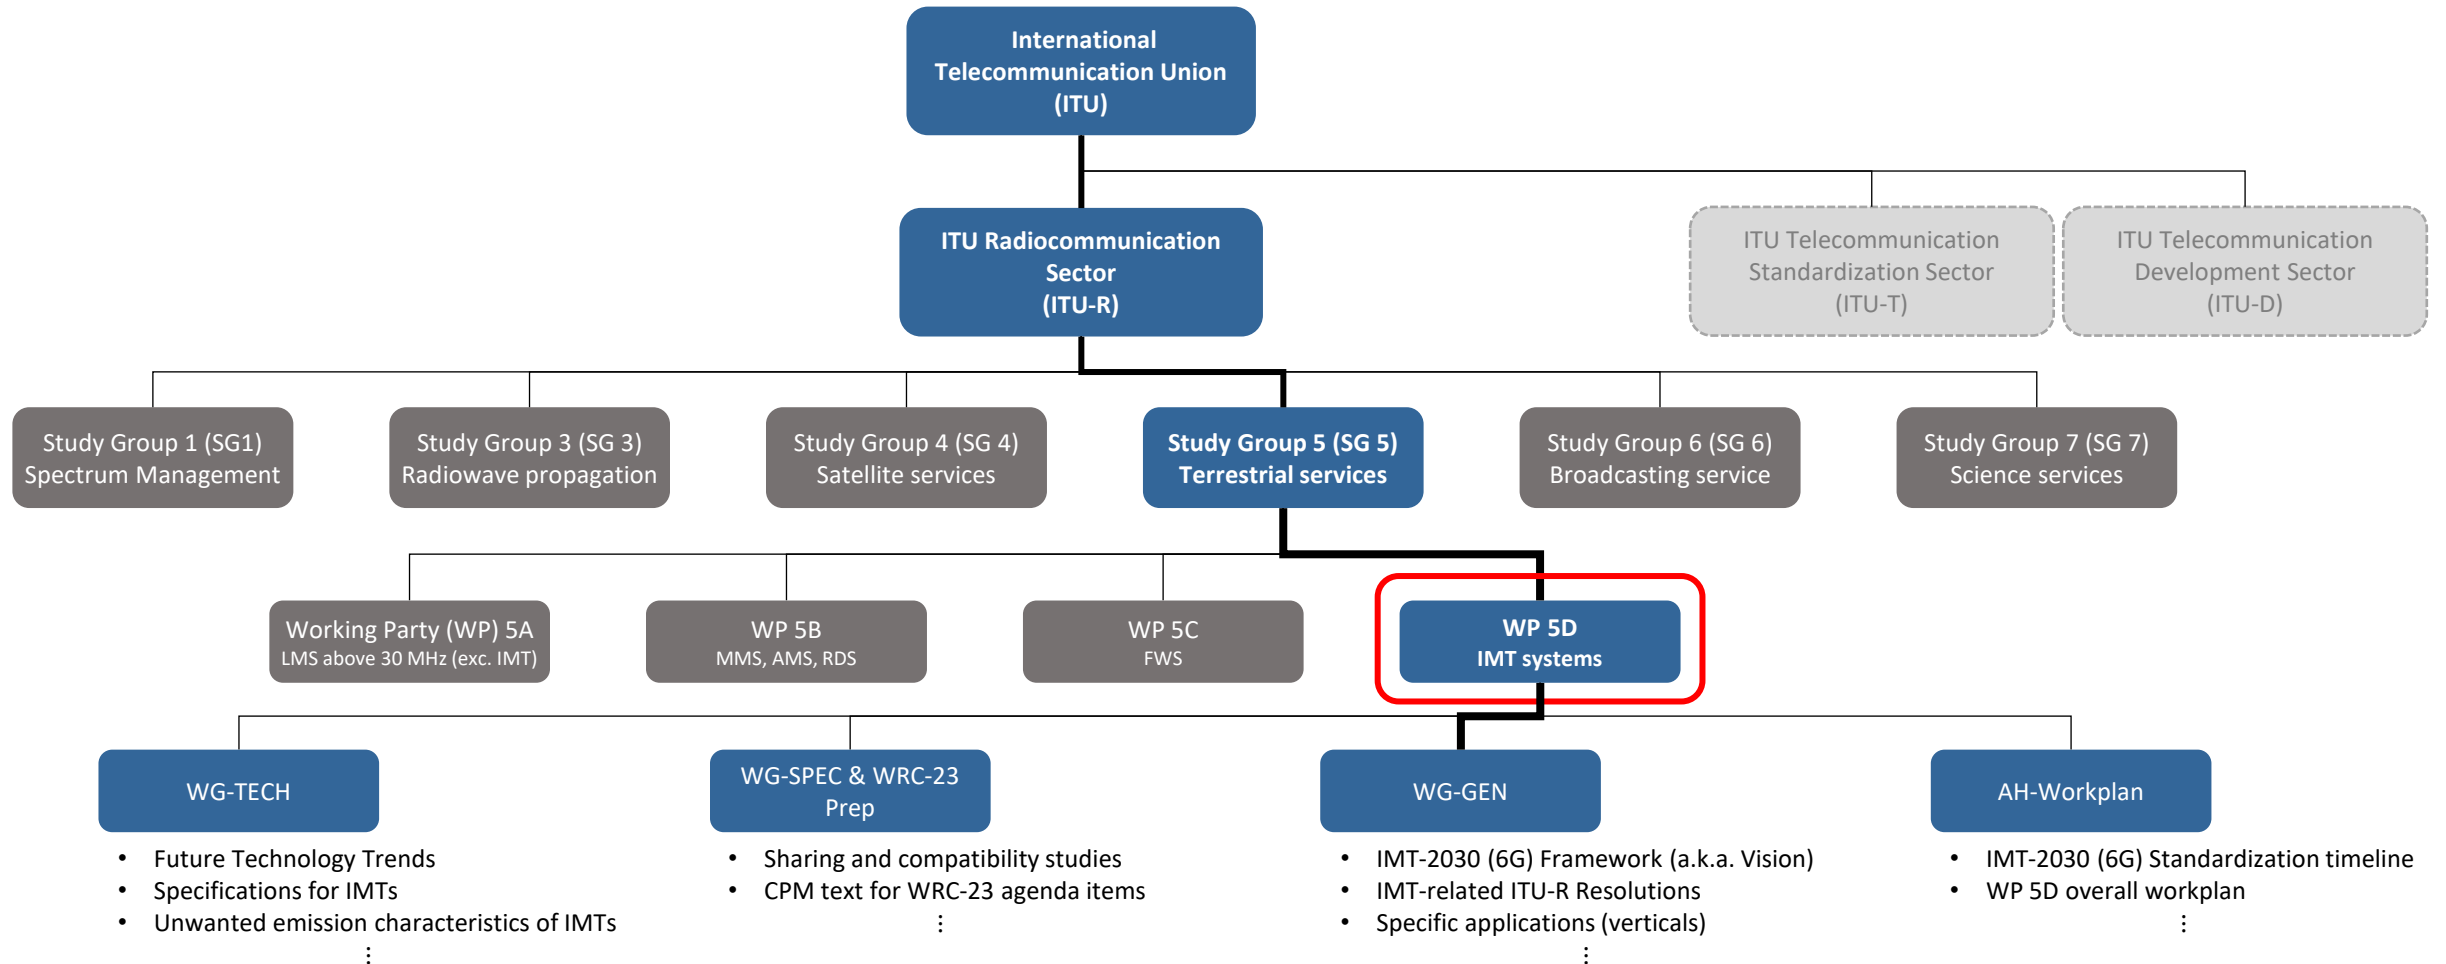 International
Telecommunication Union
(ITU)
ITU Radiocommunication
Sector
(ITU-R)
ITU Telecommunication
Standardization Sector
(ITU-T)
ITU Telecommunication
Development Sector
(ITU-D)
Study Group 1 (SG1)
Spectrum Management
Study Group 3 (SG 3)
Radiowave propagation
Study Group 4 (SG 4)
Satellite services
Study Group 5 (SG 5)
Terrestrial services
Study Group 6 (SG 6)
Broadcasting service
Study Group 7 (SG 7)
Science services
Working Party (WP) 5A
LMS above 30 MHz (exc. IMT)
WP 5B
MMS, AMS, RDS
WP 5C
FWS
WP 5D
IMT systems
WG-TECH
• Future Technology Trends
• Specifications for IMTs
• Unwanted emission characteristics of IMTs
⋮
WG-SPEC & WRC-23
Prep
• Sharing and compatibility studies
• CPM text for WRC-23 agenda items
⋮
WG-GEN
• IMT-2030 (6G) Framework (a.k.a. Vision)
• IMT-related ITU-R Resolutions
• Specific applications (verticals)
⋮
AH-Workplan
• IMT-2030 (6G) Standardization timeline
• WP 5D overall workplan
⋮